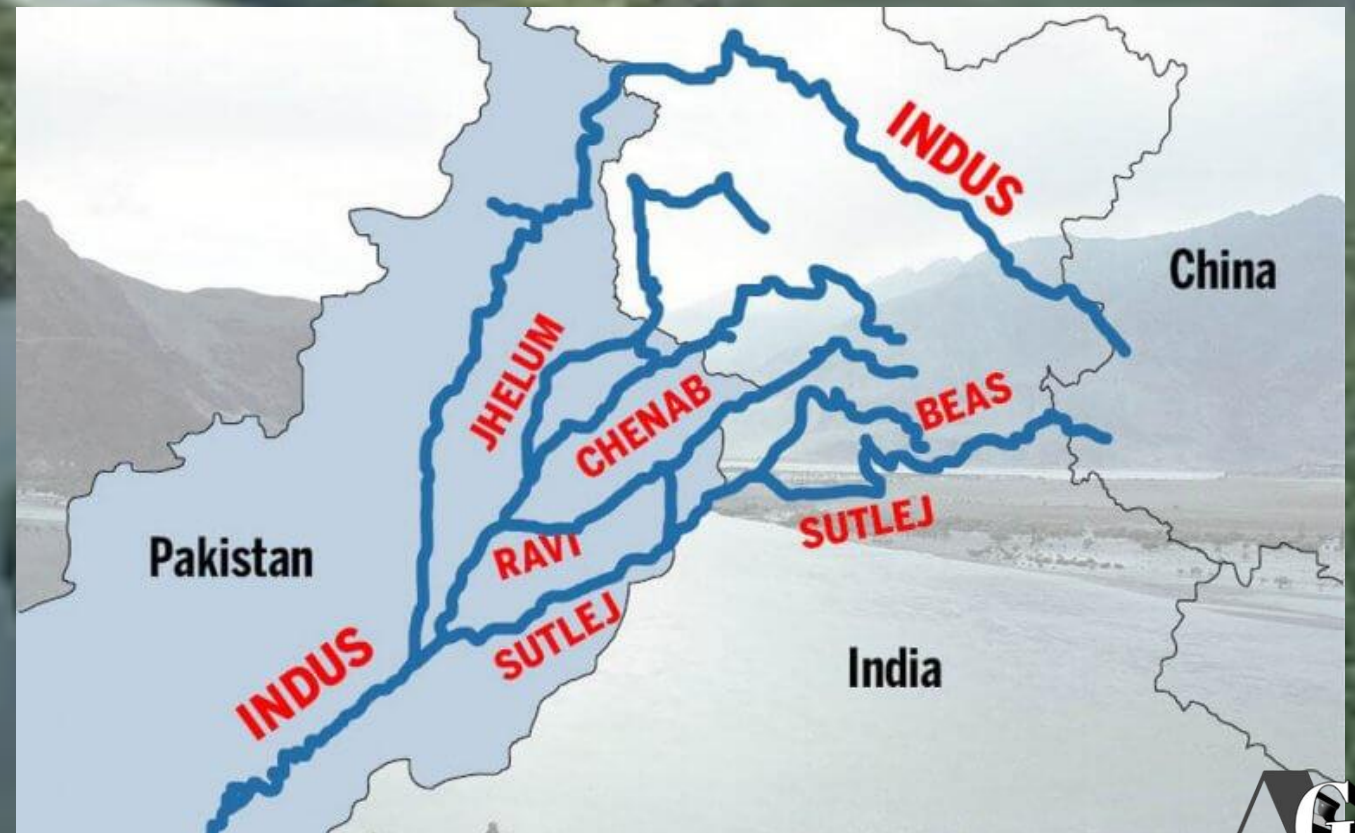 INDUS
China
JHELUM
CHENAB
BEAS
SUTLEJ
RAVI
Pakistan
SUTLEJ
INDUS
India
G